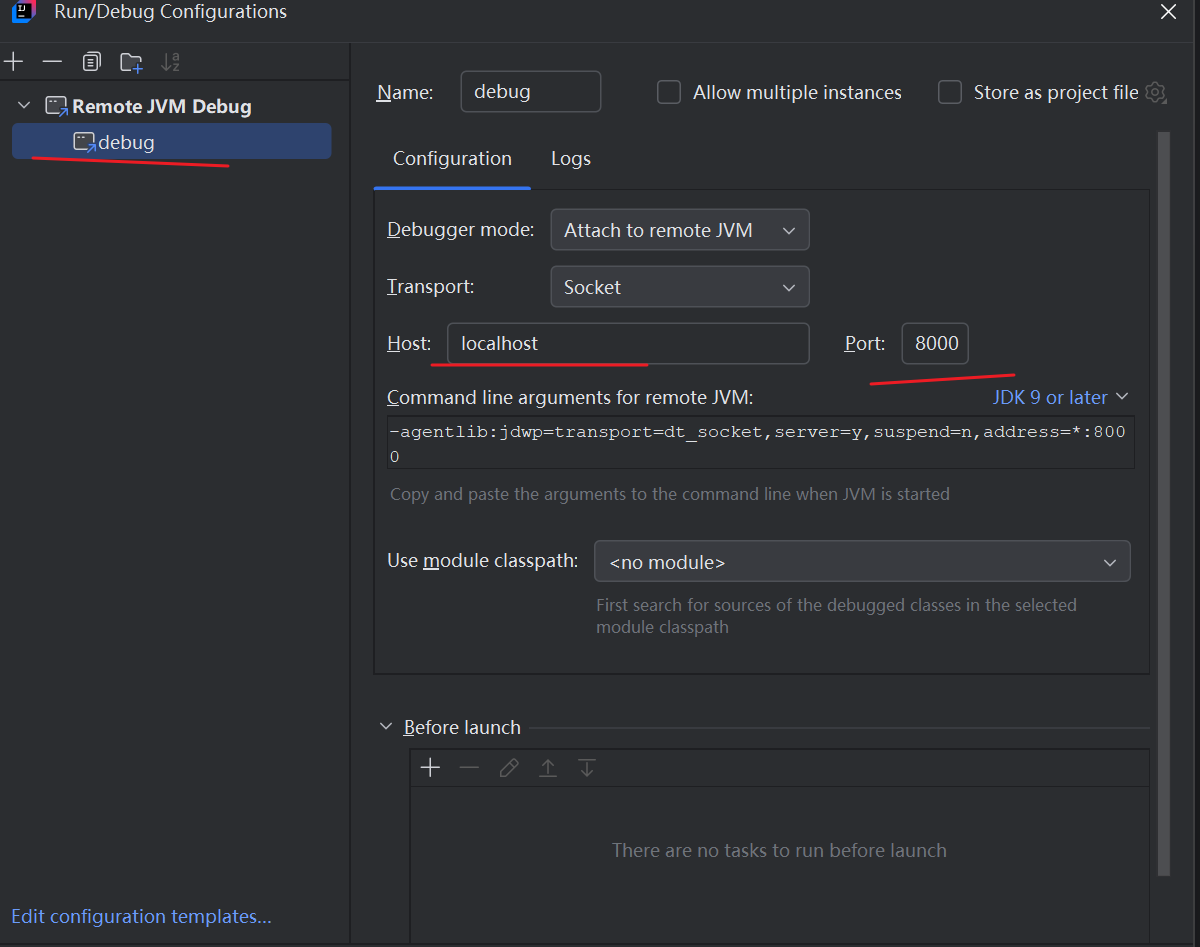 Run/Debug Configurations
Remote JVM Debug
debug
Name:
debug
Allow multiple instances
Store as project file
Configuration
Logs
Debugger mode:
Attach to remote JVM
Transport:
Socket
Host:
localhost
Port:
8000
Command line arguments for remote JVM:
JDK 9 or later
-agentlib:jdwp=transport=dt_socket,server=y,suspend=n,address=*:800
0
Copy and paste the arguments to the command line when JVM is started
Use module classpath:
<no module>
First search for sources of the debugged classes in the selected
module classpath
Before launch
There are no tasks to run before launch
Edit configuration templates...